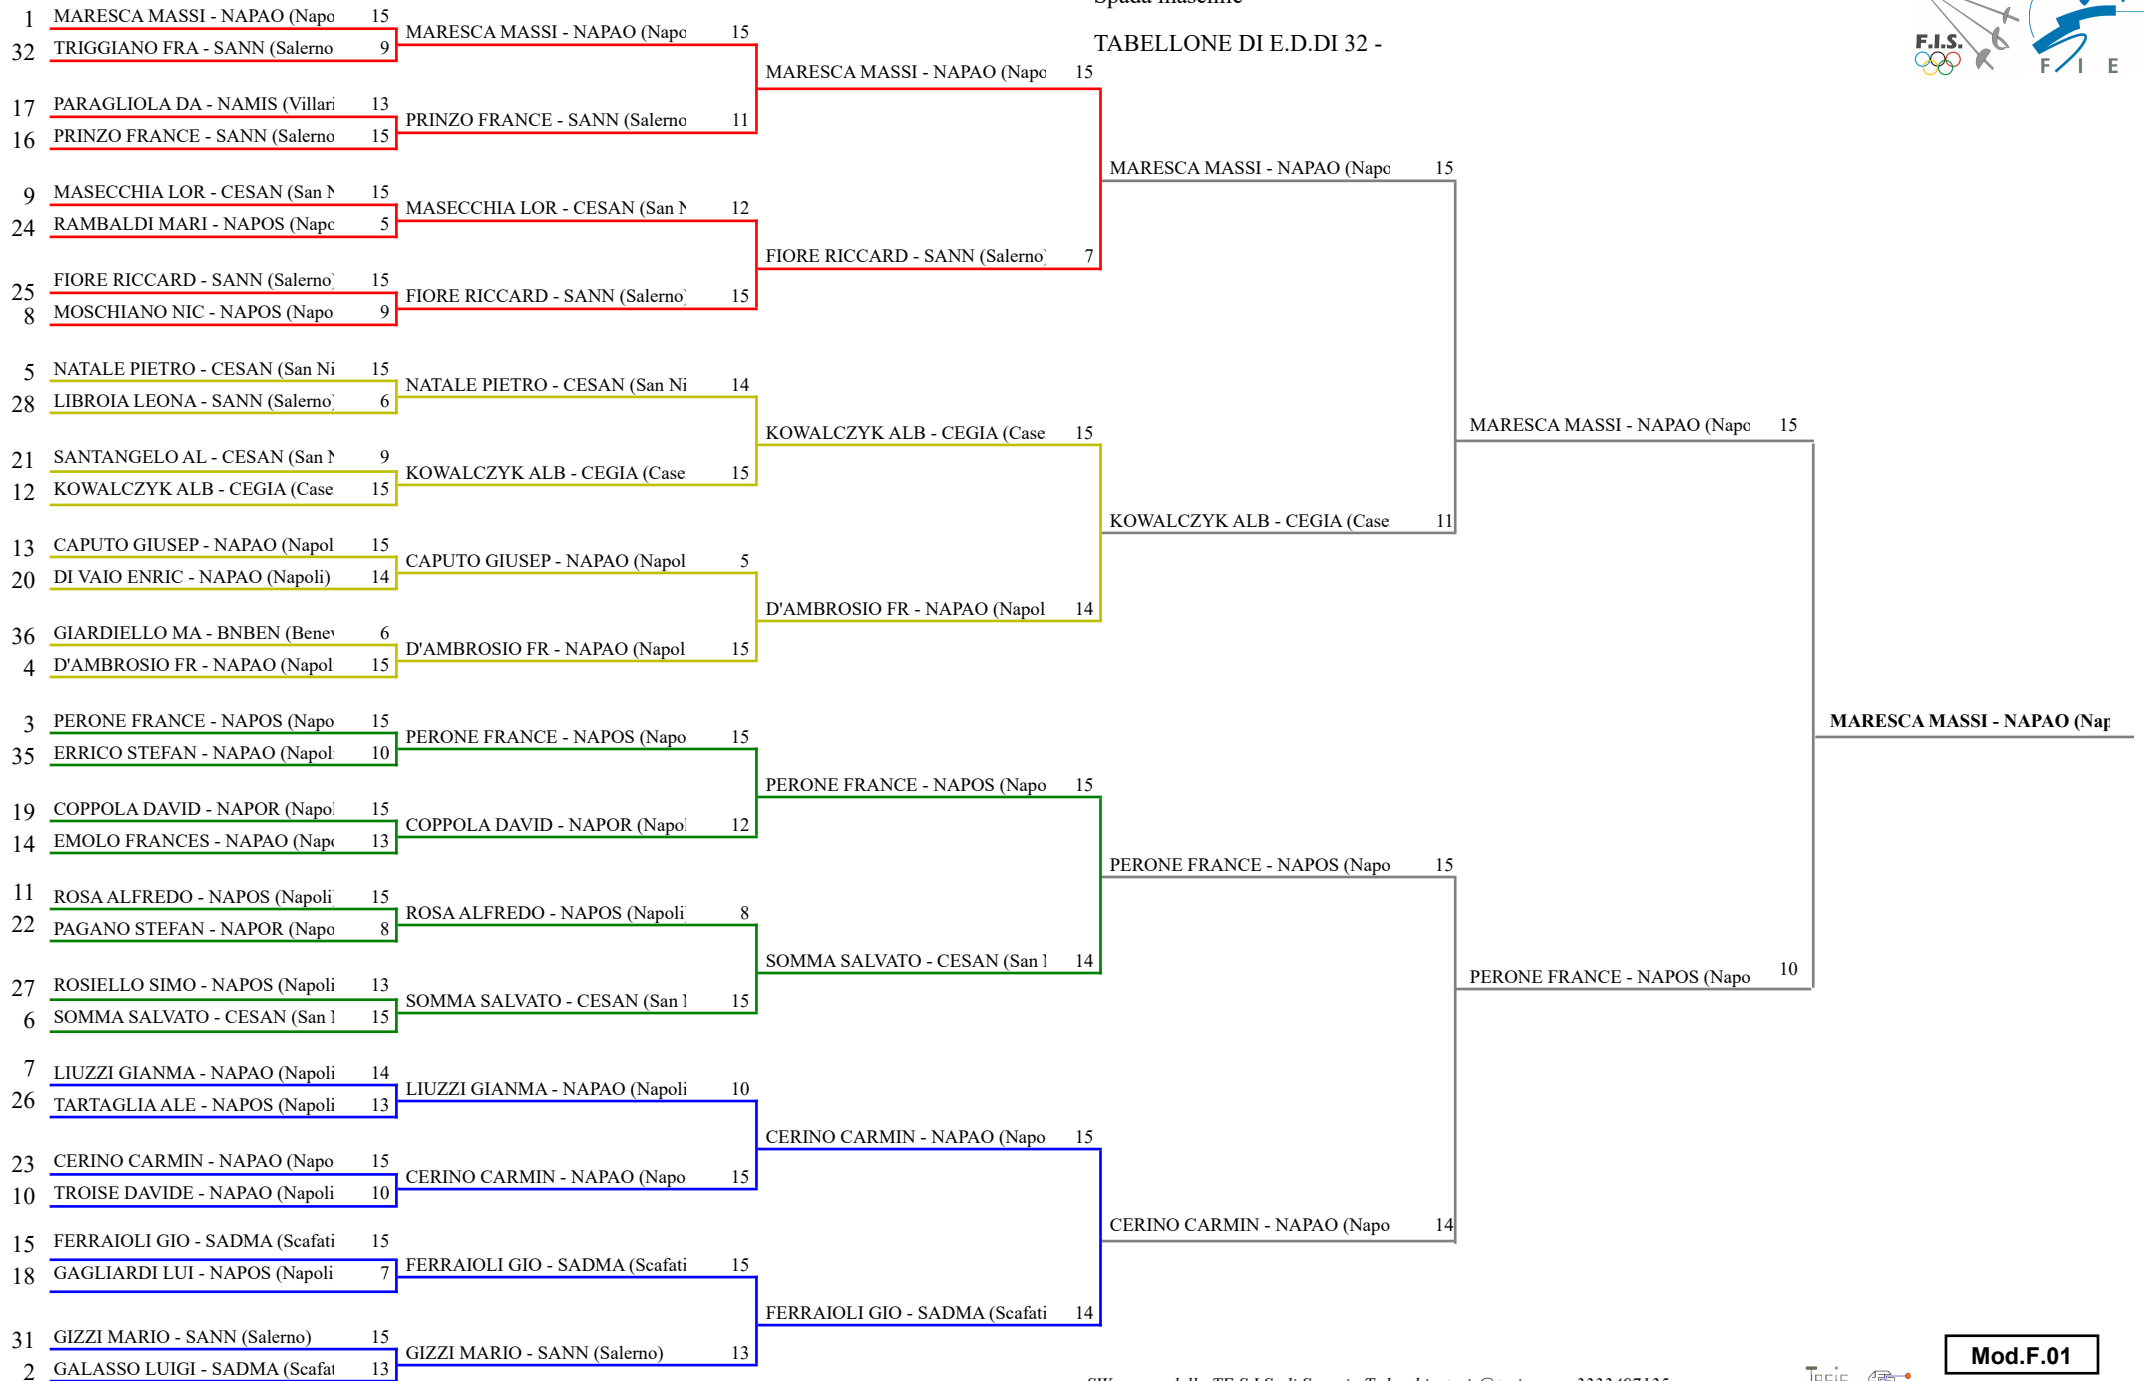 TABELLONE DI E.D.DI 32 -
F.I.S.
F I E
1 MARESCA MASSI - NAPAO (Napo 15
32 TRIGGIANO FRA - SANN (Salerno 9
17 PARAGLIOLA DA - NAMIS (Villari 13
16 PRINZO FRANCE - SANN (Salerno 15
9 MASECCHIA LOR - CESAN (San N 15
24 RAMBALDI MARI - NAPOS (Napo 5
25 FIORE RICCARD - SANN (Salerno) 15
8 MOSCHIANO NIC - NAPOS (Napo 9
5 NATALE PIETRO - CESAN (San Ni 15
28 LIBROIA LEONA - SANN (Salerno) 6
21 SANTANGELO AL - CESAN (San N 9
12 KOWALCZYK ALB - CEGIA (Case 15
13 CAPUTO GIUSEP - NAPAO (Napol 15
20 DI VAIO ENRIC - NAPAO (Napoli) 14
36 GIARDIELLO MA - BNBEN (Benev 6
4 D'AMBROSIO FR - NAPAO (Napol 15
3 PERONE FRANCE - NAPOS (Napo 15
35 ERRICO STEFAN - NAPAO (Napoli 10
19 COPPOLA DAVID - NAPOR (Napol 15
14 EMOLO FRANCES - NAPAO (Napo 13
11 ROSA ALFREDO - NAPOS (Napoli) 15
22 PAGANO STEFAN - NAPOR (Napo 8
27 ROSIELLO SIMO - NAPOS (Napoli 13
6 SOMMA SALVATO - CESAN (San N 15
7 LIUZZI GIANMA - NAPAO (Napoli 14
26 TARTAGLIA ALE - NAPOS (Napoli 13
23 CERINO CARMIN - NAPAO (Napo 15
10 TROISE DAVIDE - NAPAO (Napoli 10
15 FERRAIOLI GIO - SADMA (Scafati 15
18 GAGLIARDI LUI - NAPOS (Napoli 7
31 GIZZI MARIO - SANN (Salerno) 15
2 GALASSO LUIGI - SADMA (Scafat 13
MARESCA MASSI - NAPAO (Napo 15
PRINZO FRANCE - SANN (Salerno 11
MASECCHIA LOR - CESAN (San N 12
FIORE RICCARD - SANN (Salerno) 15
NATALE PIETRO - CESAN (San Ni 14
KOWALCZYK ALB - CEGIA (Case 15
CAPUTO GIUSEP - NAPAO (Napol 5
D'AMBROSIO FR - NAPAO (Napol 15
PERONE FRANCE - NAPOS (Napo 15
COPPOLA DAVID - NAPOR (Napol 12
ROSA ALFREDO - NAPOS (Napoli) 8
SOMMA SALVATO - CESAN (San N 15
LIUZZI GIANMA - NAPAO (Napoli 10
CERINO CARMIN - NAPAO (Napo 15
FERRAIOLI GIO - SADMA (Scafati 15
GIZZI MARIO - SANN (Salerno) 13
MARESCA MASSI - NAPAO (Napo 15
FIORE RICCARD - SANN (Salerno) 7
KOWALCZYK ALB - CEGIA (Case 15
D'AMBROSIO FR - NAPAO (Napol 14
PERONE FRANCE - NAPOS (Napo 15
SOMMA SALVATO - CESAN (San N 14
CERINO CARMIN - NAPAO (Napo 15
FERRAIOLI GIO - SADMA (Scafati 14
MARESCA MASSI - NAPAO (Napo 15
KOWALCZYK ALB - CEGIA (Case 11
PERONE FRANCE - NAPOS (Napo 15
CERINO CARMIN - NAPAO (Napo 14
MARESCA MASSI - NAPAO (Napo 15
PERONE FRANCE - NAPOS (Napo 10
MARESCA MASSI - NAPAO (Nap
Mod.F.01